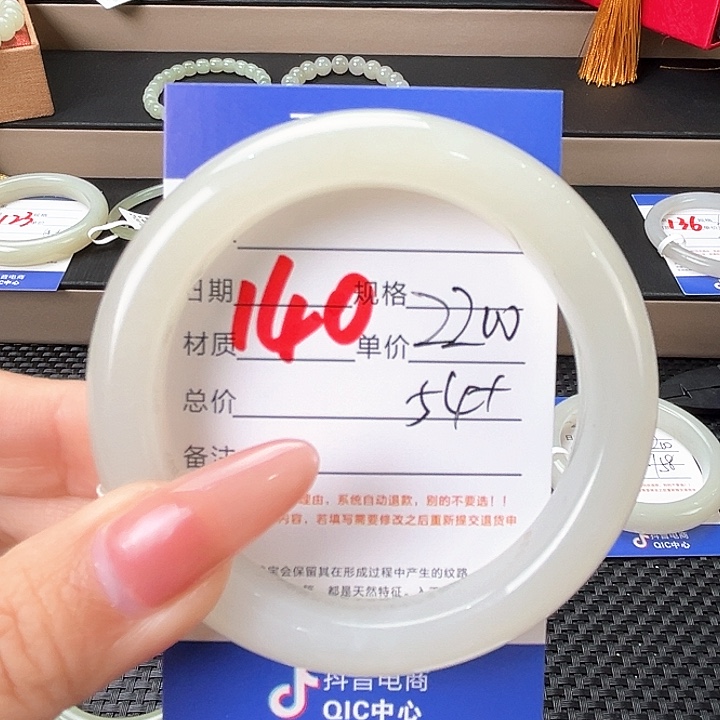 日期 140 规格 2200
材质 单价
总价 54+
备注
理由，系统自动退款，别的不要选！！
内容，若填写需要修改之后重新提交退货申
宝会保留其在形成过程中产生的纹路
都是天然特征。
抖音电商
QIC中心
123
136
抖音电商
QIC中心